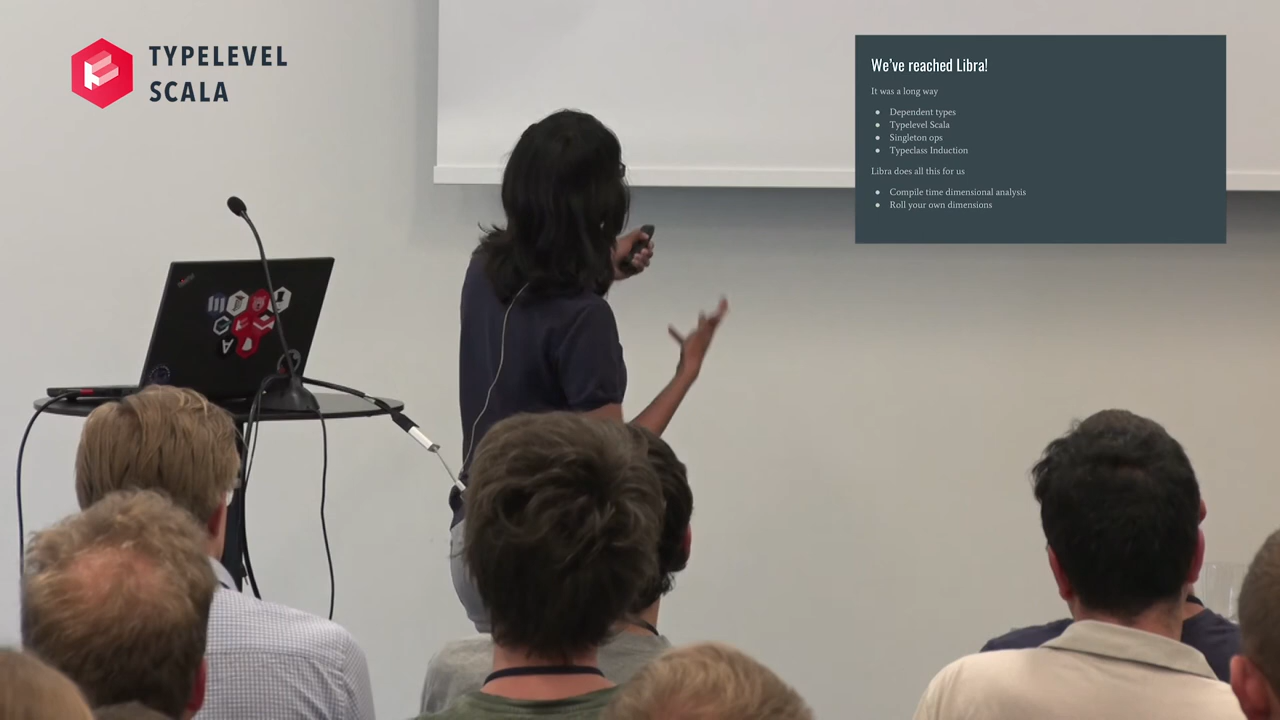 TYPELEVEL
SCALA
We've reached Libra!
It was a long way
● Dependent types
● Typelevel Scala
● Singleton ops
● Typeclass Induction
Libra does all this for us
● Compile time dimensional analysis
● Roll your own dimensions